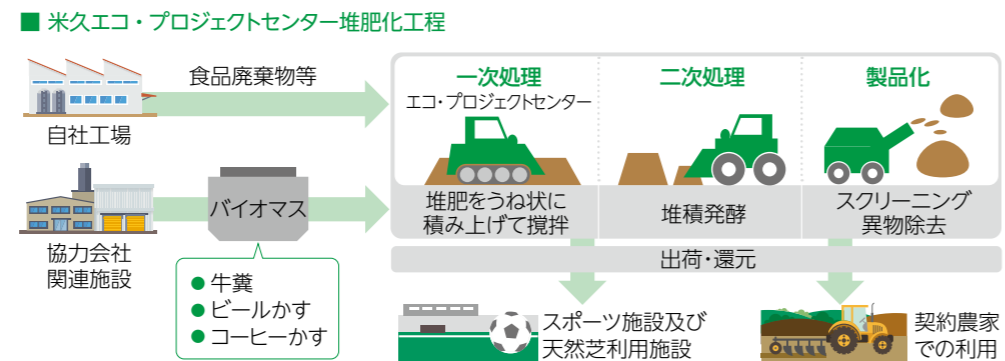 ■ 米久エコ・プロジェクトセンター堆肥化工程
食品廃棄物等
自社工場
バイオマス
協力会社
関連施設
● 牛糞
● ビールかす
● コーヒーかす
一次処理
エコ・プロジェクトセンター
堆肥をうね状に
積み上げて撹拌
二次処理
堆積発酵
製品化
スクリーニング
異物除去
出荷・還元
スポーツ施設及び
天然芝利用施設
契約農家
での利用